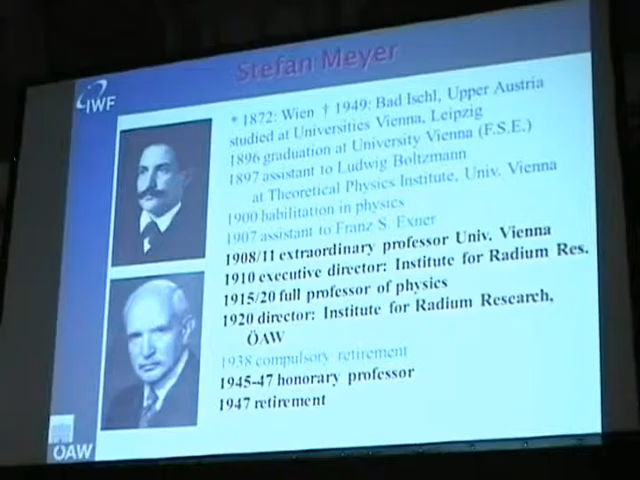 Stefan Meyer
IWF
* 1872: Wien † 1949: Bad Ischl, Upper Austria
studied at Universities Vienna, Leipzig
1896 graduation at University Vienna (F.S.E.)
1897 assistant to Ludwig Boltzmann
at Theoretical Physics Institute, Univ. Vienna
1900 habilitation in physics
1907 assistant to Franz S. Exner
1908/11 extraordinary professor Univ. Vienna
1910 executive director: Institute for Radium Res.
1915/20 full professor of physics
1920 director: Institute for Radium Research,
ÖAW
1938 compulsory retirement
1945-47 honorary professor
1947 retirement
ÖAW